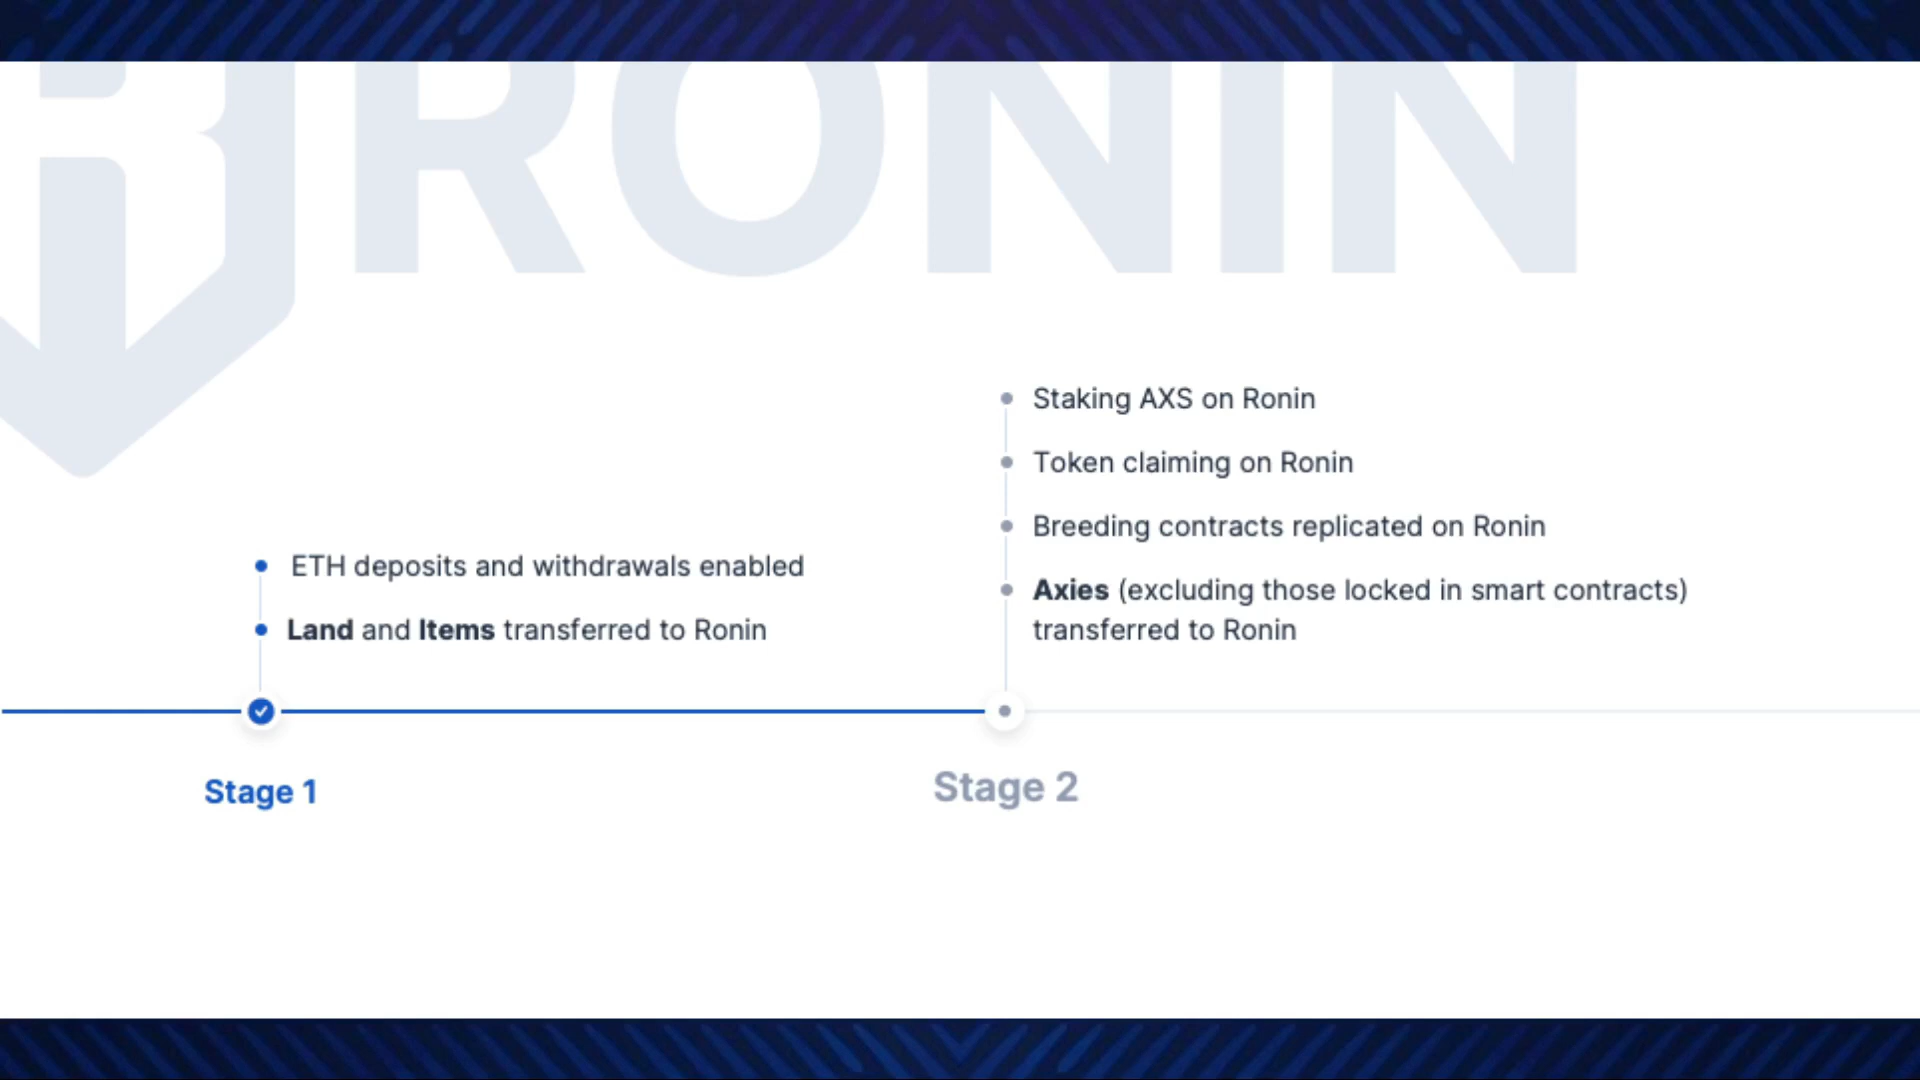 RONIN
Staking AXS on Ronin
Token claiming on Ronin
Breeding contracts replicated on Ronin
Axies (excluding those locked in smart contracts)
transferred to Ronin
ETH deposits and withdrawals enabled
Land and Items transferred to Ronin
Stage 1
Stage 2